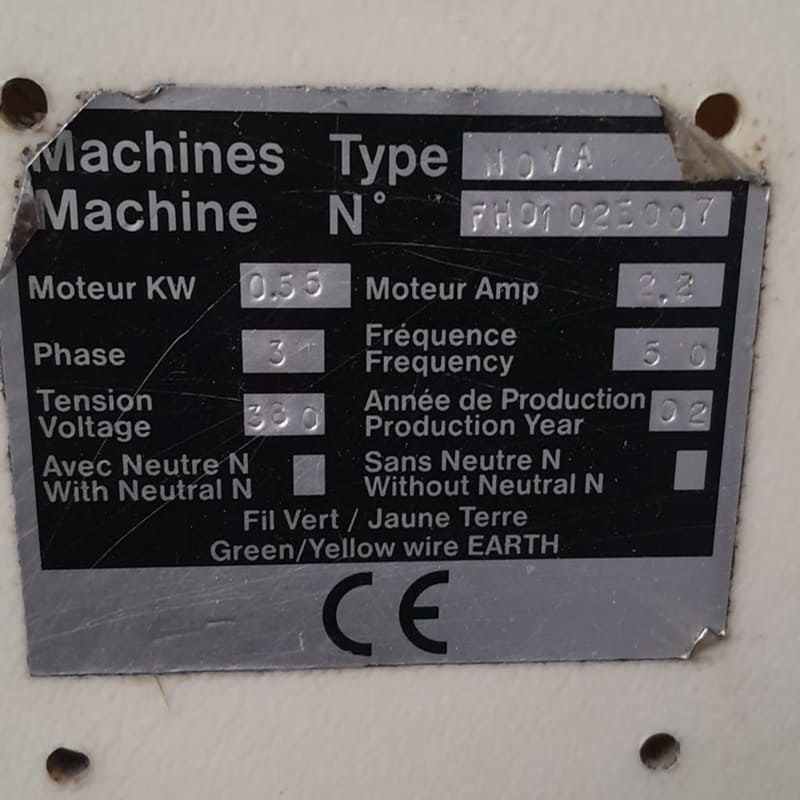 Machines Type NOVA
Machine N° FH01025007
Moteur KW 0.55 Moteur Amp 2,2
Phase 3 Fréquence Frequency 50
Tension Voltage 380 Année de Production Production Year 02
Avec Neutre N Sans Neutre N
With Neutral N Without Neutral N
Fil Vert / Jaune Terre
Green/Yellow wire EARTH
CE